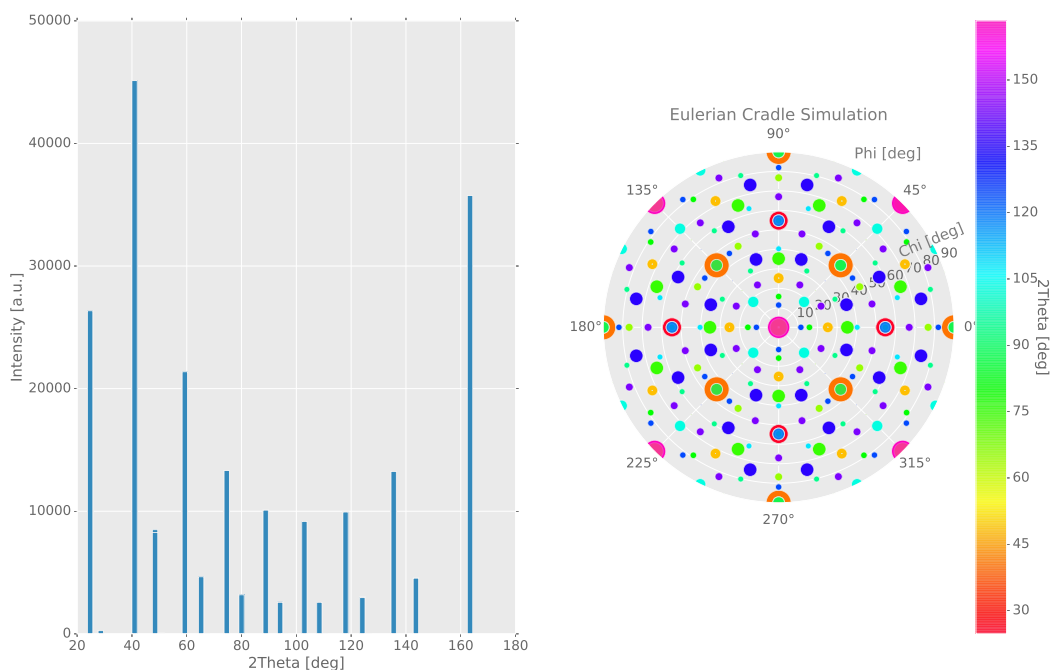 50000
40000
30000
20000
10000
0
Intensity [a.u.]
20 40 60 80 100 120 140 160 180
2Theta [deg]
Eulerian Cradle Simulation
90°
Phi [deg]
135°
45°
Chi [deg]
10 20 30 40 50 60 70 80 90
180°
0°
225°
315°
270°
150
135
120
105
90
75
60
45
30
2Theta [deg]